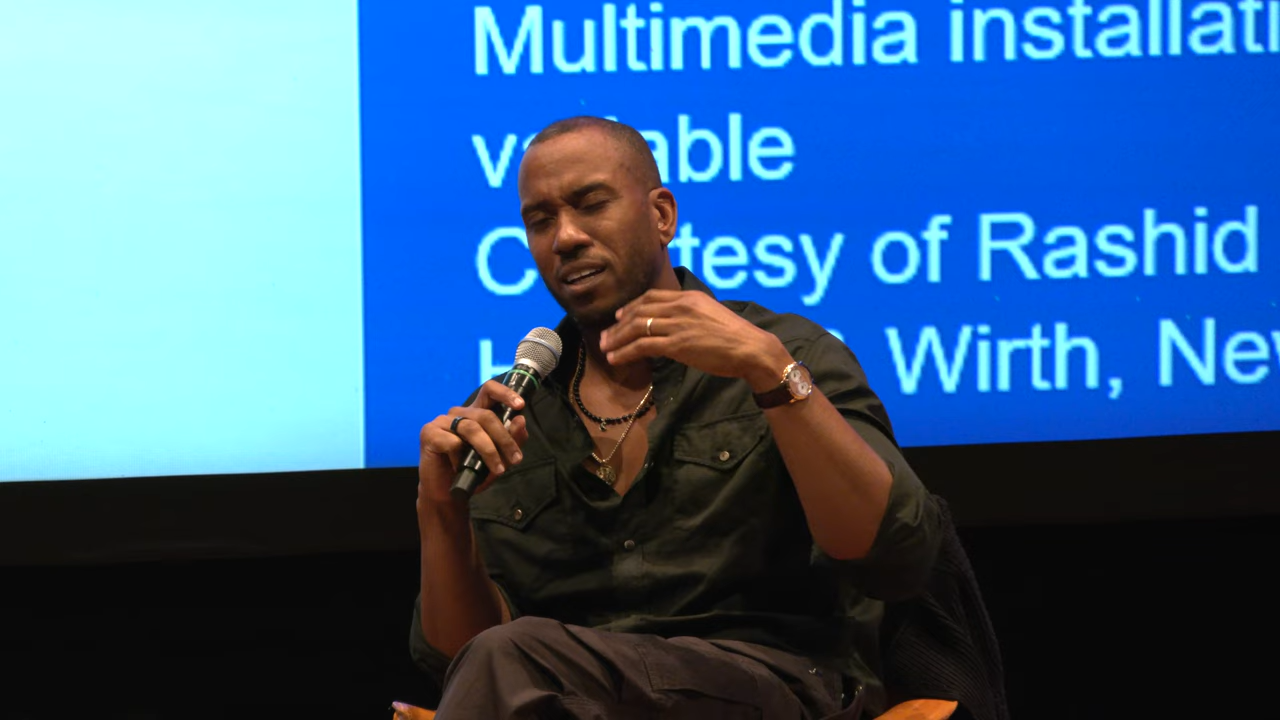 Multimedia installati
v able
C tesy of Rashid
H Wirth, Ne